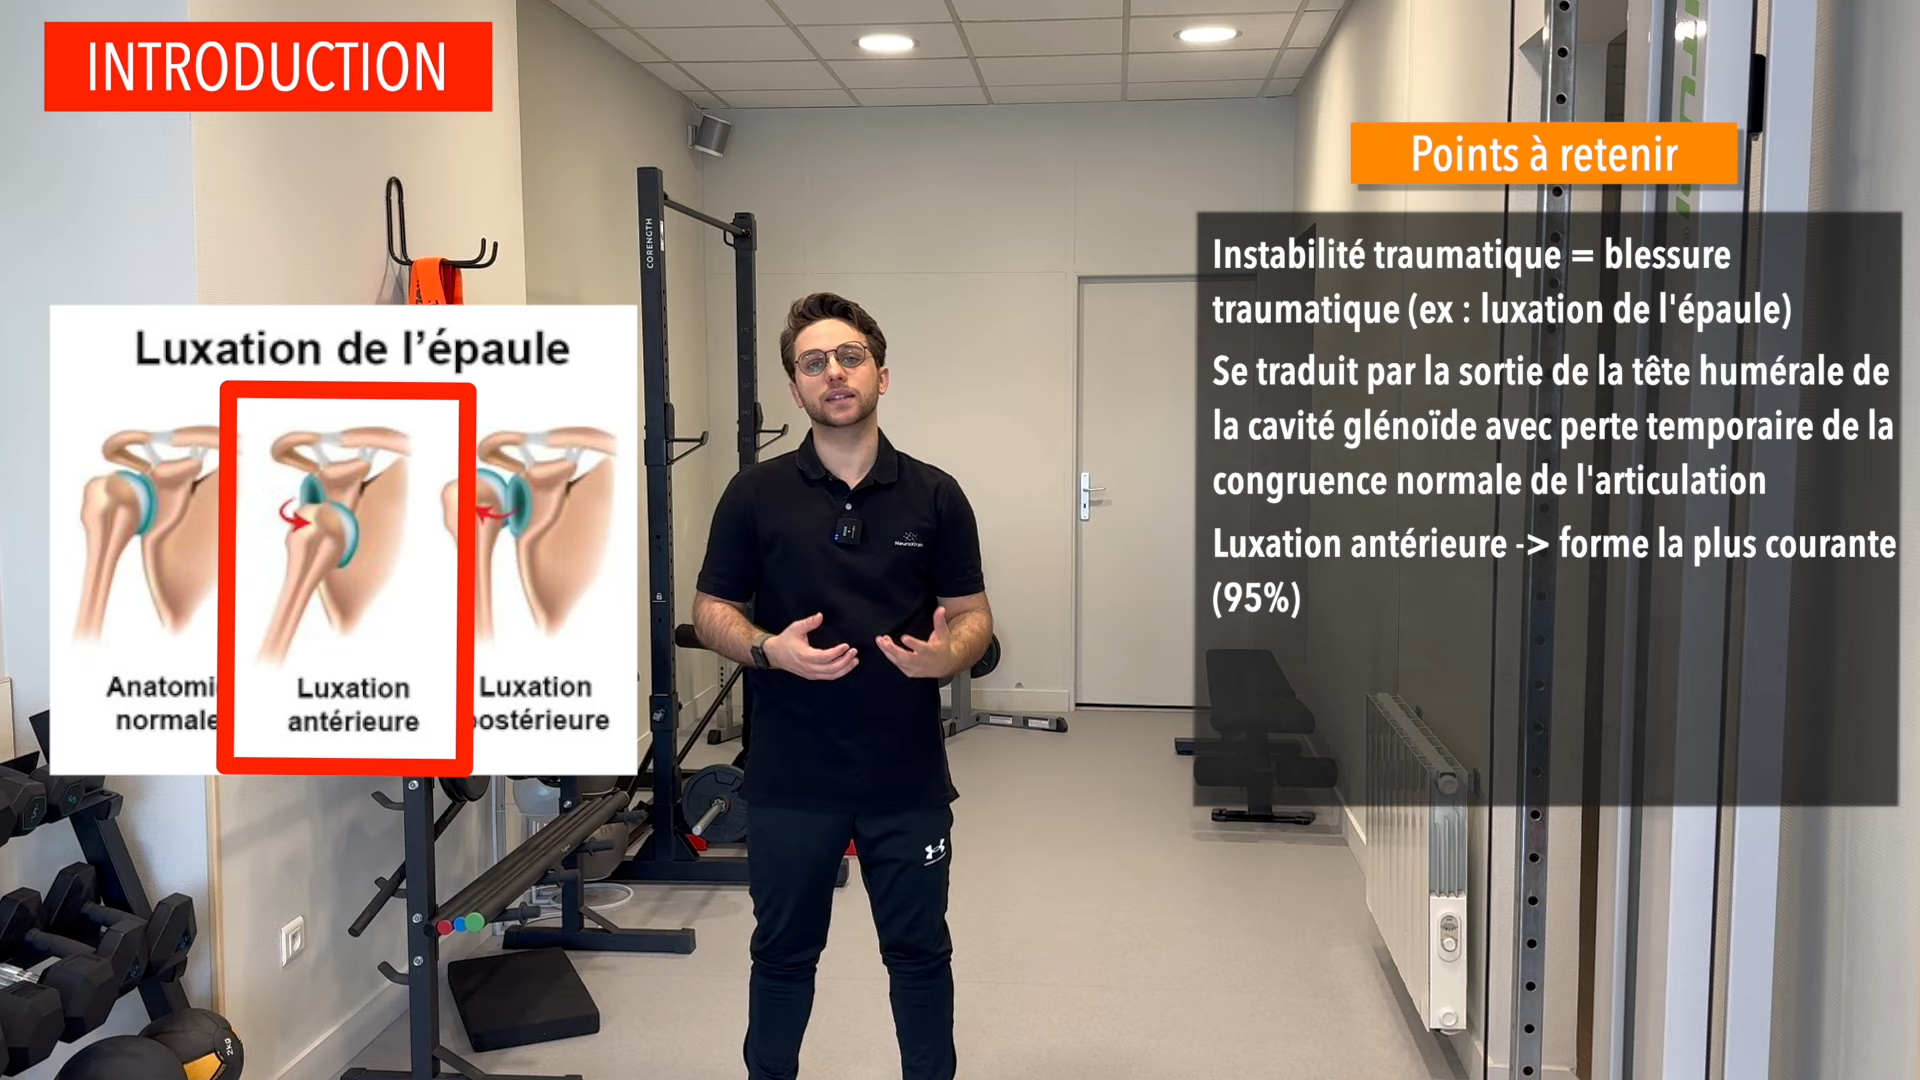 INTRODUCTION
Points à retenir
Instabilité traumatique = blessure
traumatique (ex : luxation de l'épaule)
Se traduit par la sortie de la tête humérale de
la cavité glénoïde avec perte temporaire de la
congruence normale de l'articulation
Luxation antérieure -> forme la plus courante
(95%)
Luxation de l’épaule
Anatomi
normale
Luxation
antérieure
Luxation
postérieure
CORENGTH
NeuroXtrain
2KG